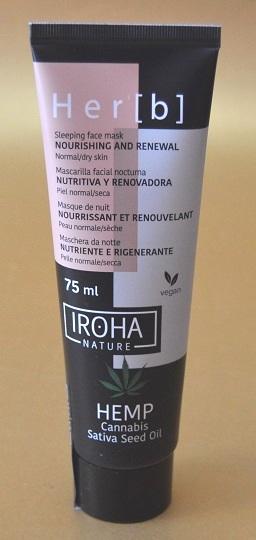 Her[b]
Sleeping face mask
NOURISHING AND RENEWAL
Normal/dry skin
Mascarilla facial nocturna
NUTRITIVA Y RENOVADORA
Piel normal/seca
Masque de nuit
NOURRISSANT ET RENOUVELANT
Peau normale/sèche
Maschera da notte
NUTRIENTE E RIGENERANTE
Pelle normale/secca
75 ml
vegan
IROHA
NATURE
HEMP
Cannabis
Sativa Seed Oil